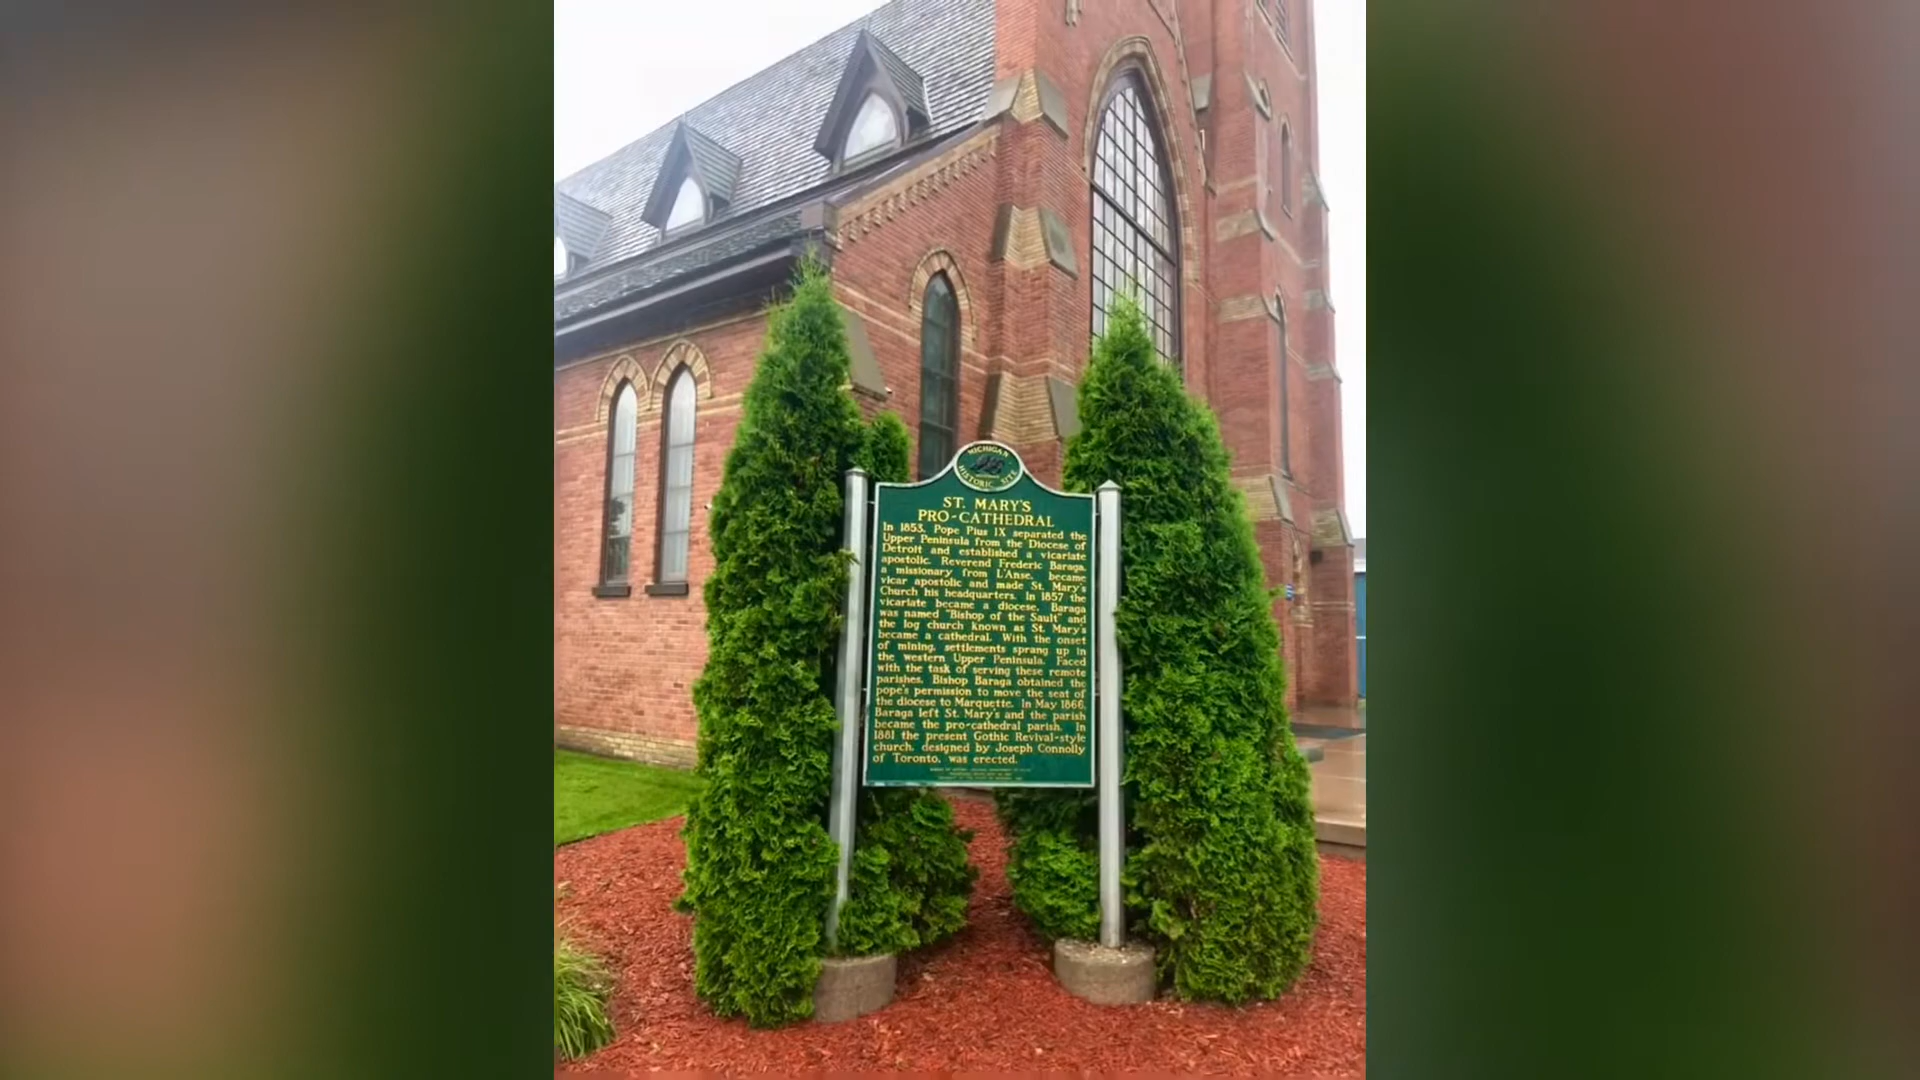 MICHIGAN
HISTORIC SITE
ST. MARY'S
PRO-CATHEDRAL
In 1853, Pope Pius IX separated the
Upper Peninsula from the Diocese of
Detroit and established a vicariate
apostolic. Reverend Frederic Baraga,
a missionary from L'Anse, became
vicar apostolic and made St. Mary's
Church his headquarters. In 1857 the
vicariate became a diocese. Baraga
was named "Bishop of the Sault" and
the log church known as St. Mary's
became a cathedral. With the onset
of mining, settlements sprang up in
the western Upper Peninsula. Faced
with the task of serving these remote
parishes, Bishop Baraga obtained the
pope's permission to move the seat of
the diocese to Marquette. In May 1866,
Baraga left St. Mary's and the parish
became the pro-cathedral parish. In
1881 the present Gothic Revival-style
church, designed by Joseph Connolly
of Toronto, was erected.